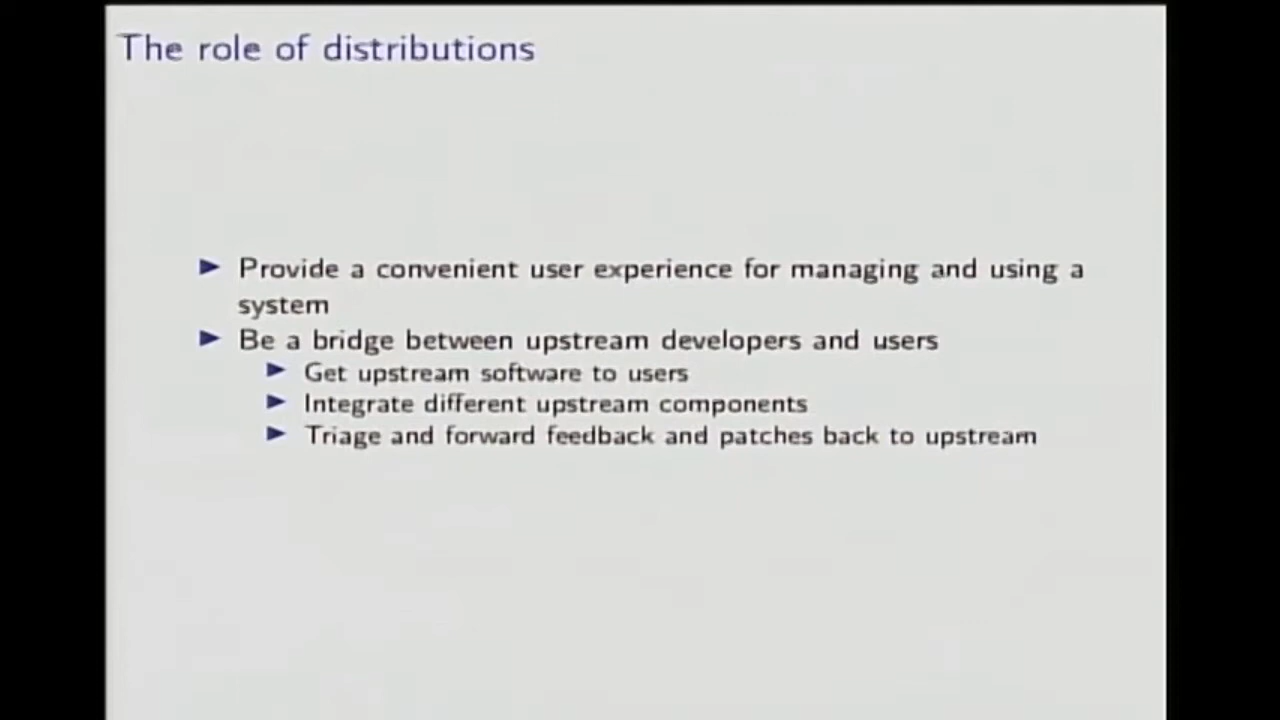 The role of distributions
Provide a convenient user experience for managing and using a
system
Be a bridge between upstream developers and users
Get upstream software to users
Integrate different upstream components
Triage and forward feedback and patches back to upstream